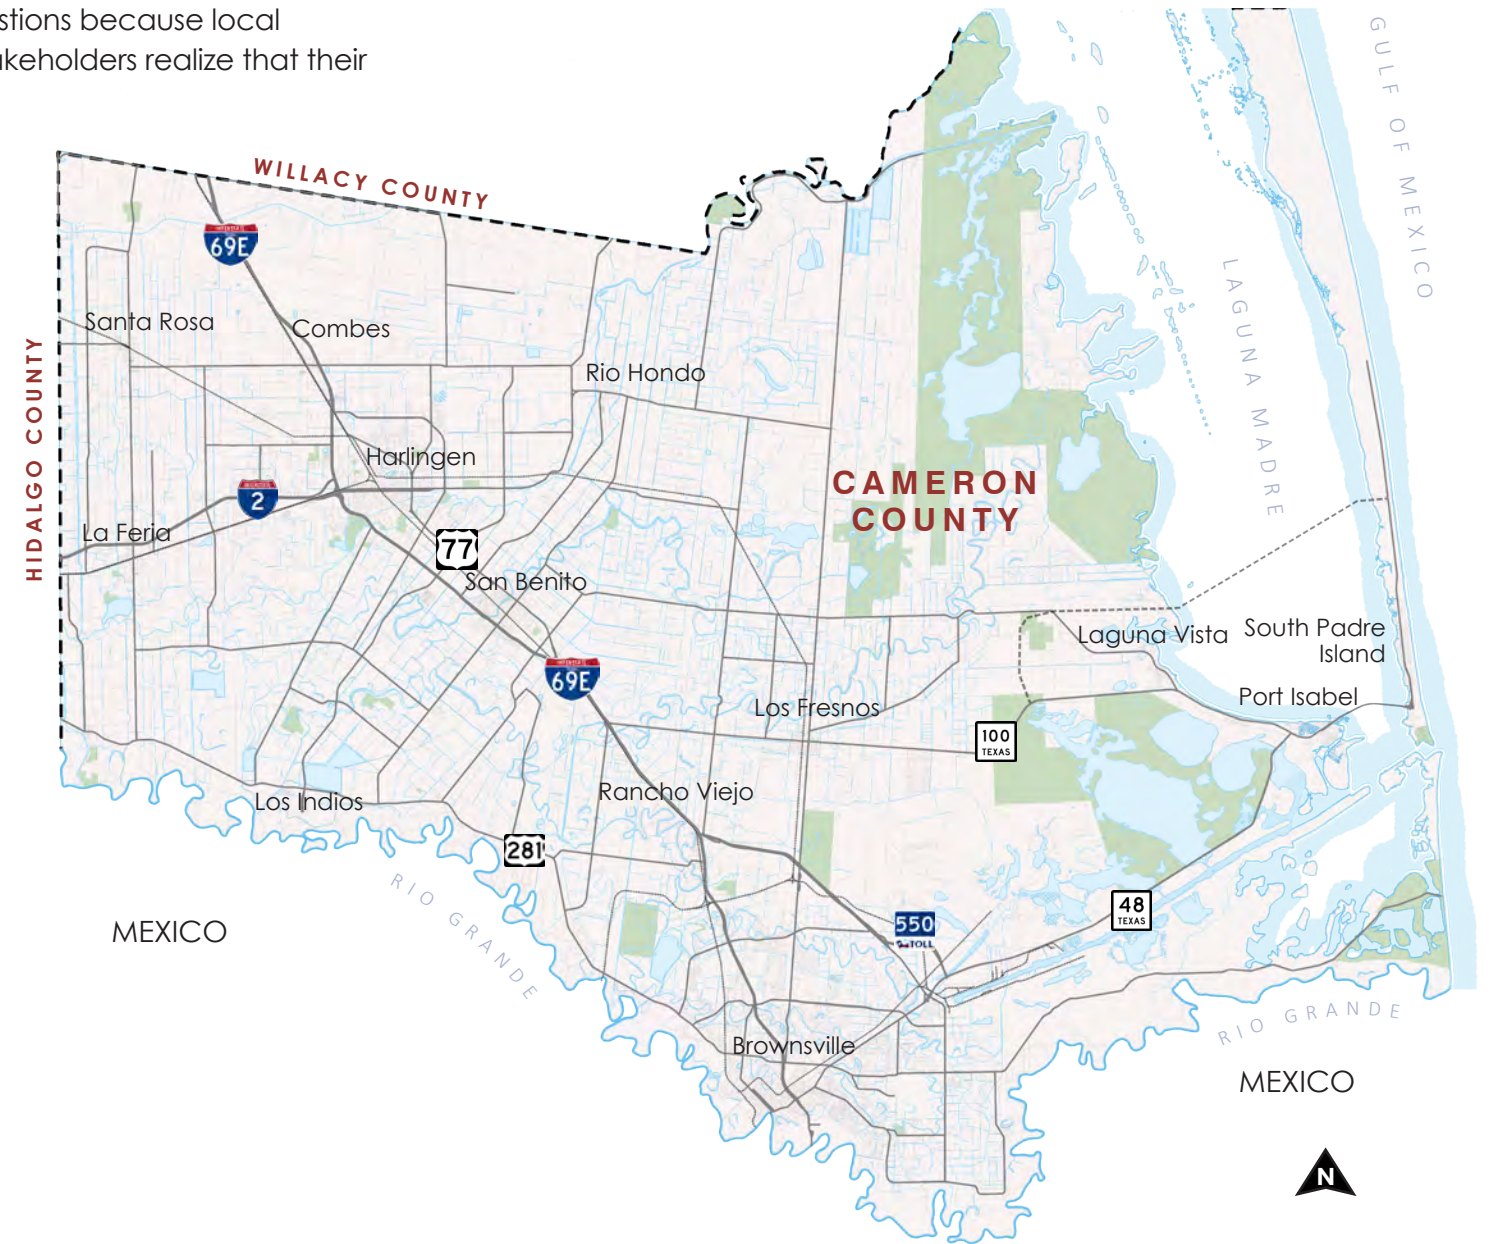 stions because local
akeholders realize that their
GULF OF MEXICO
WILLACY COUNTY
69E
LAGUNA MADRE
Santa Rosa
Combes
HIDALGO COUNTY
Rio Hondo
Harlingen
CAMERON
COUNTY
2
La Feria
77
San Benito
Laguna Vista
South Padre
Island
69E
Port Isabel
Los Fresnos
100
TEXAS
Rancho Viejo
Los Indios
281
RIO GRANDE
48
TEXAS
550
TOLL
MEXICO
RIO GRANDE
Brownsville
MEXICO
N